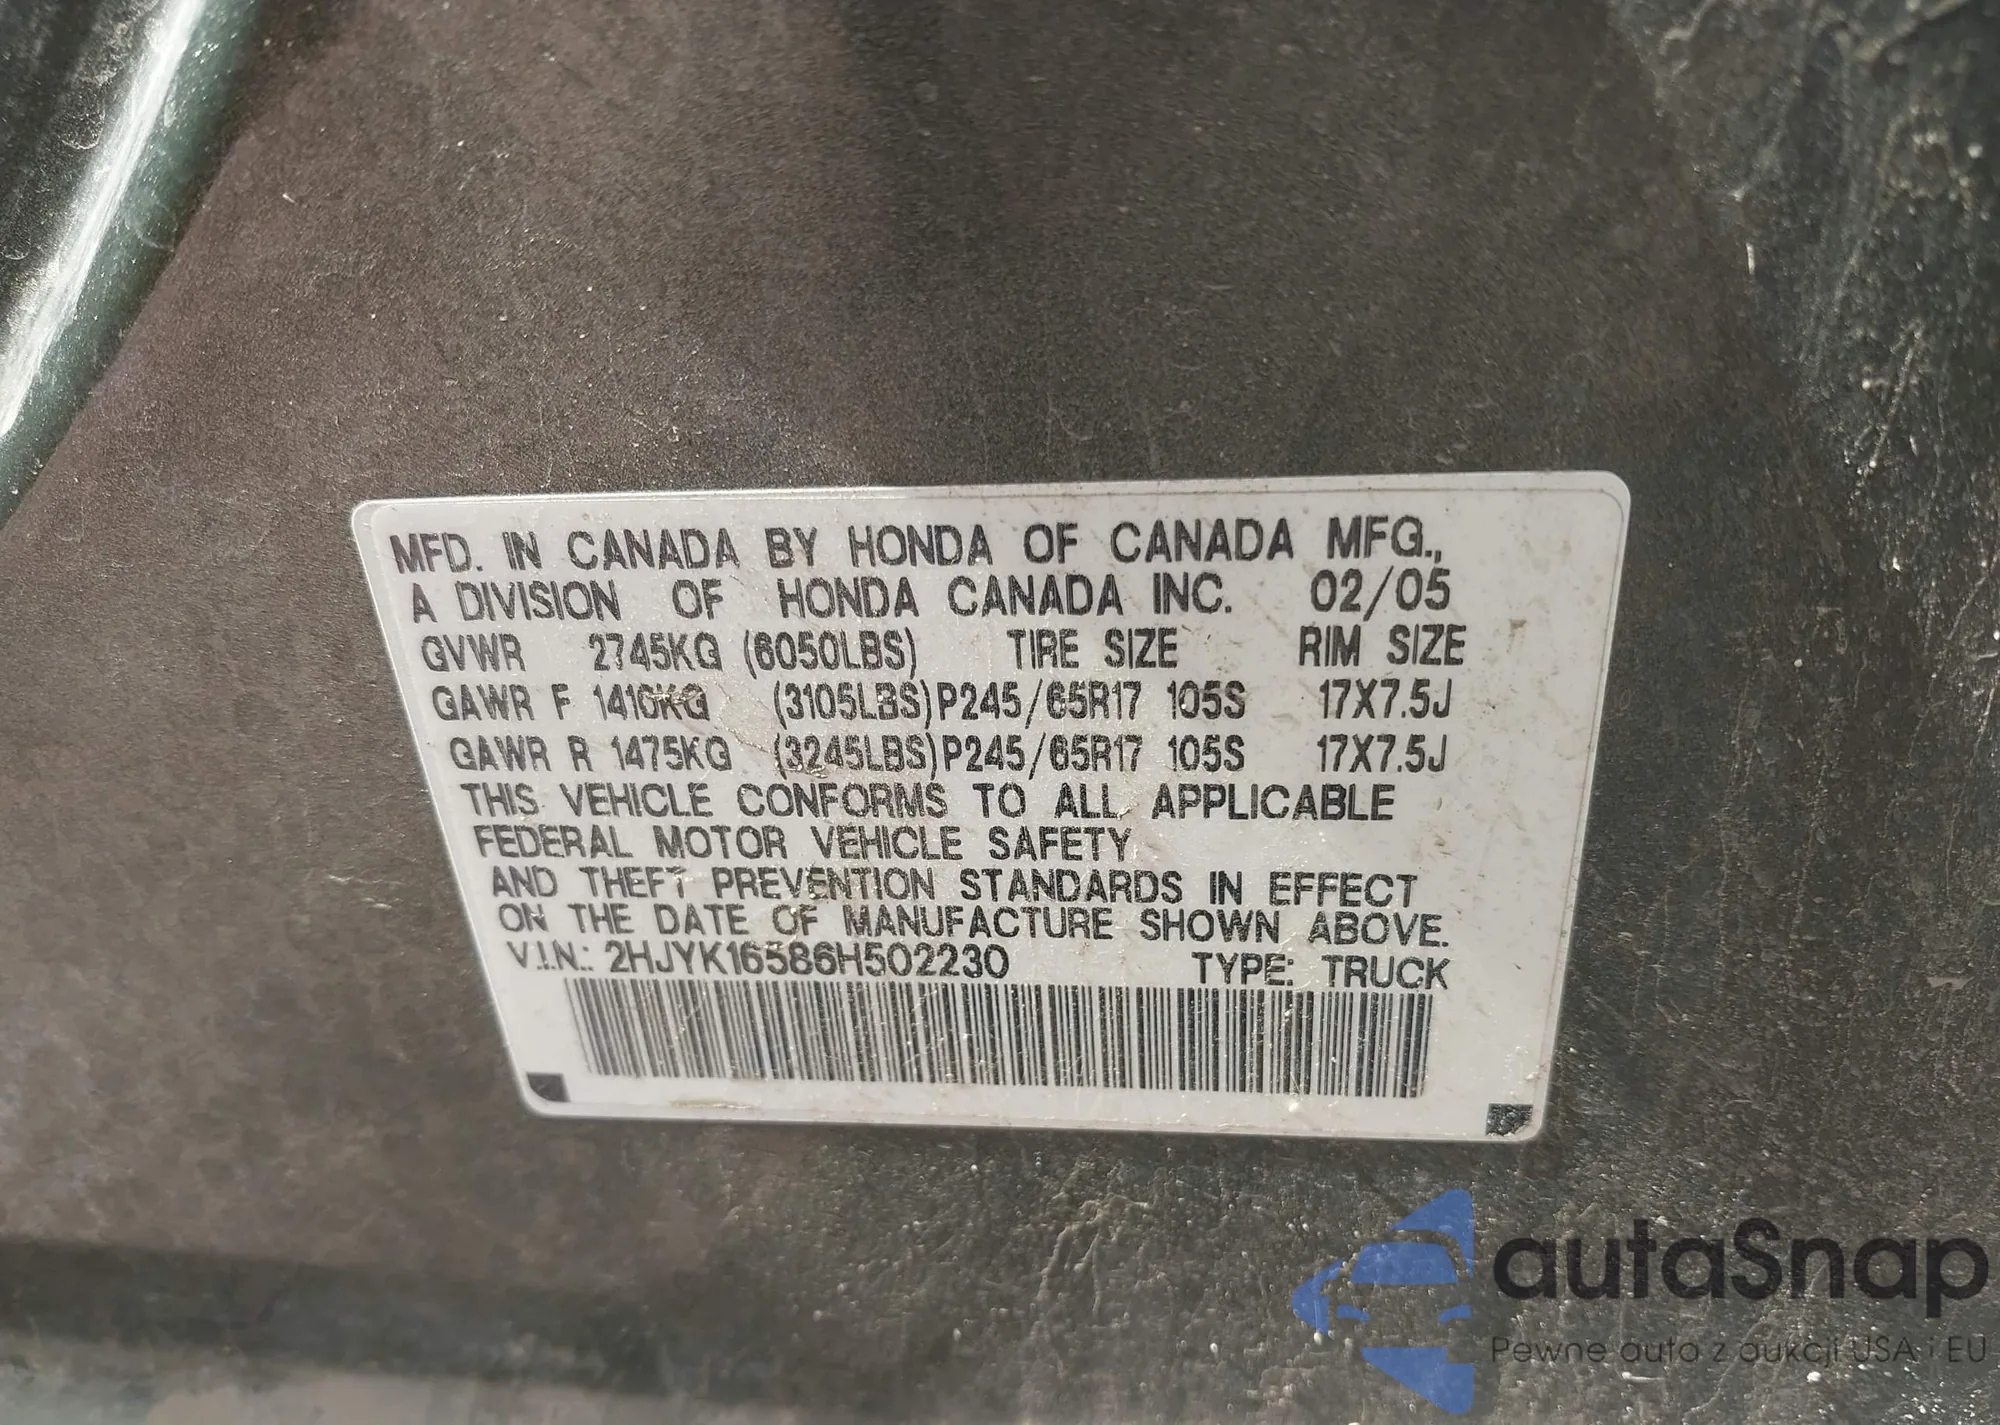 MFD. IN CANADA BY HONDA OF CANADA MFG.,
A DIVISION OF HONDA CANADA INC. 02/05
GVWR 2745KG (6050LBS) TIRE SIZE RIM SIZE
GAWR F 1410KG (3105LBS) P245/65R17 105S 17X7.5J
GAWR R 1475KG (3245LBS) P245/65R17 105S 17X7.5J
THIS VEHICLE CONFORMS TO ALL APPLICABLE
FEDERAL MOTOR VEHICLE SAFETY
AND THEFT PREVENTION STANDARDS IN EFFECT
ON THE DATE OF MANUFACTURE SHOWN ABOVE.
V.I.N.: 2HJYK16586H502230 TYPE: TRUCK
autaSnap
Pewne auto z aukcji USA i EU